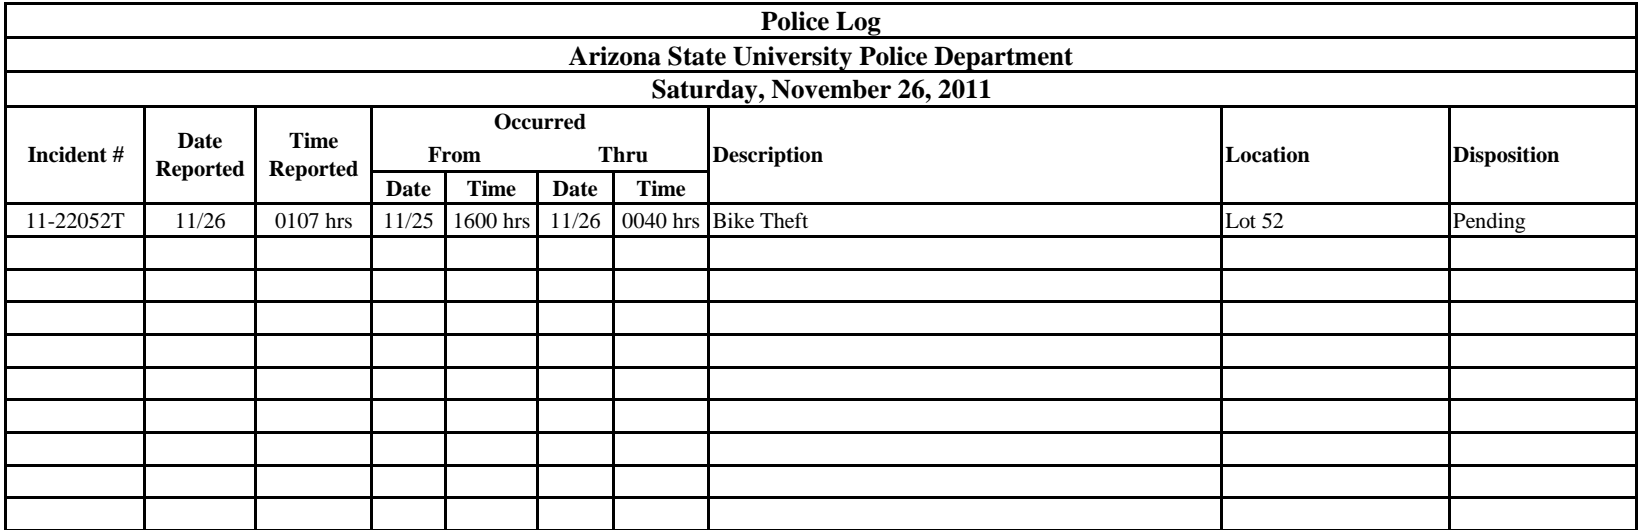 Police Log
Arizona State University Police Department
Saturday, November 26, 2011
Incident # Date Reported Time Reported Occurred Description Location Disposition
From Thru
Date Time Date Time
11-22052T 11/26 0107 hrs 11/25 1600 hrs 11/26 0040 hrs Bike Theft Lot 52 Pending